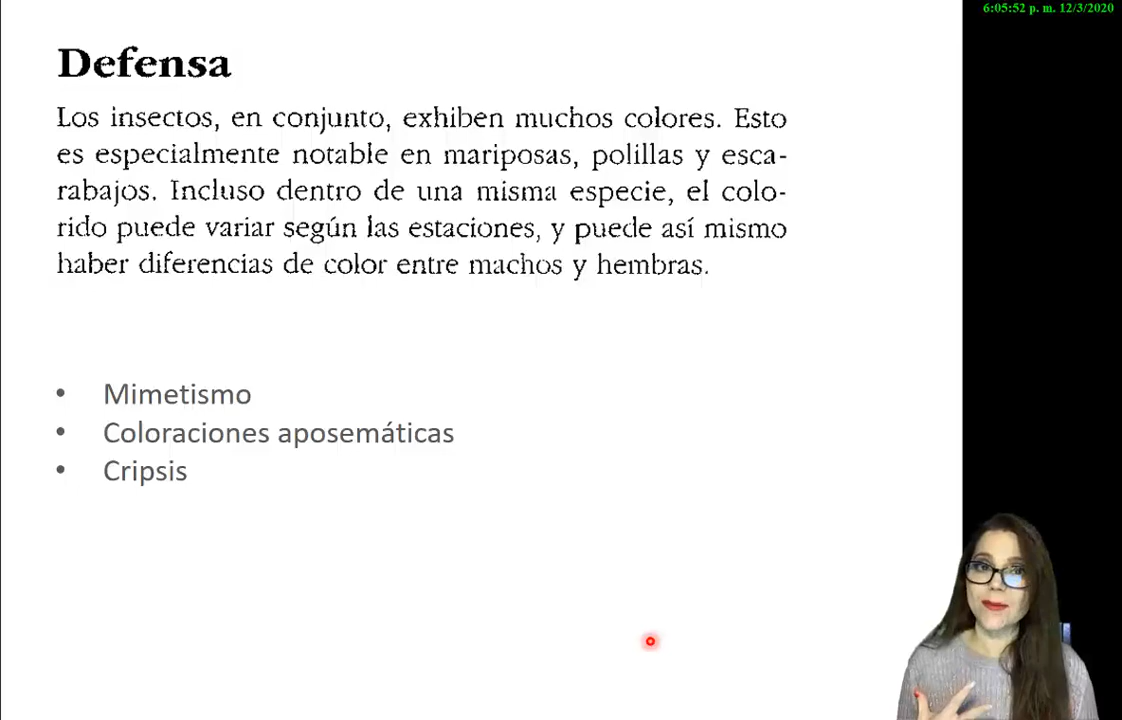 6:05:52 p. m. 12/3/2020
Defensa
Los insectos, en conjunto, exhiben muchos colores. Esto
es especialmente notable en mariposas, polillas y esca-
rabajos. Incluso dentro de una misma especie, el colo-
rido puede variar según las estaciones, y puede así mismo
haber diferencias de color entre machos y hembras.
• Mimetismo
• Coloraciones aposemáticas
• Cripsis